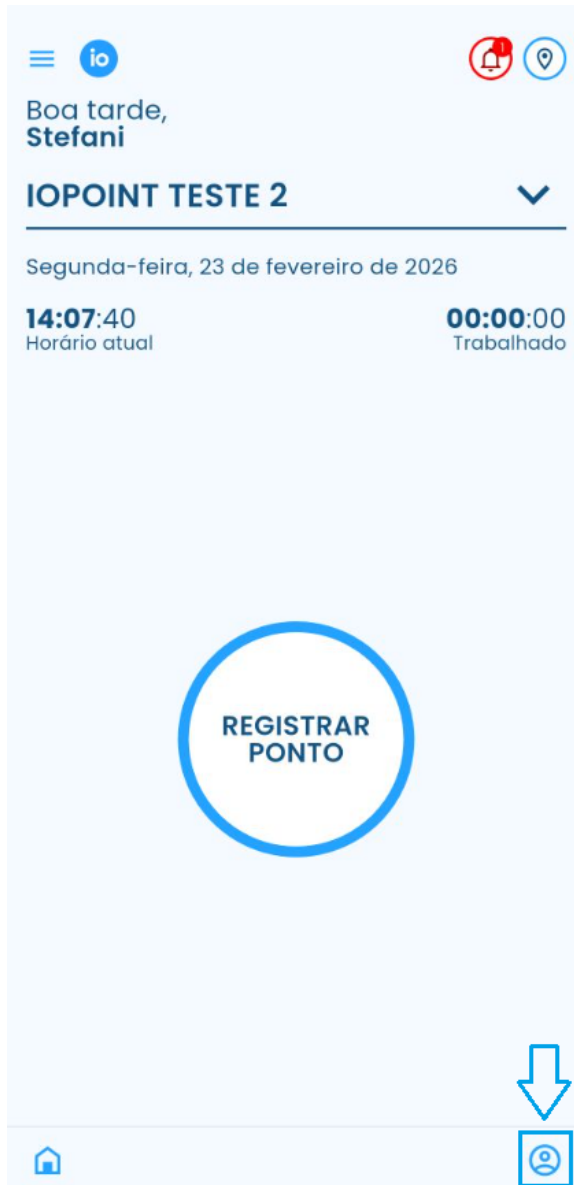 io
1
Boa tarde,
Stefani
IOPOINT TESTE 2
Segunda-feira, 23 de fevereiro de 2026
14:07:40 00:00:00
Horário atual Trabalhado
REGISTRAR
PONTO